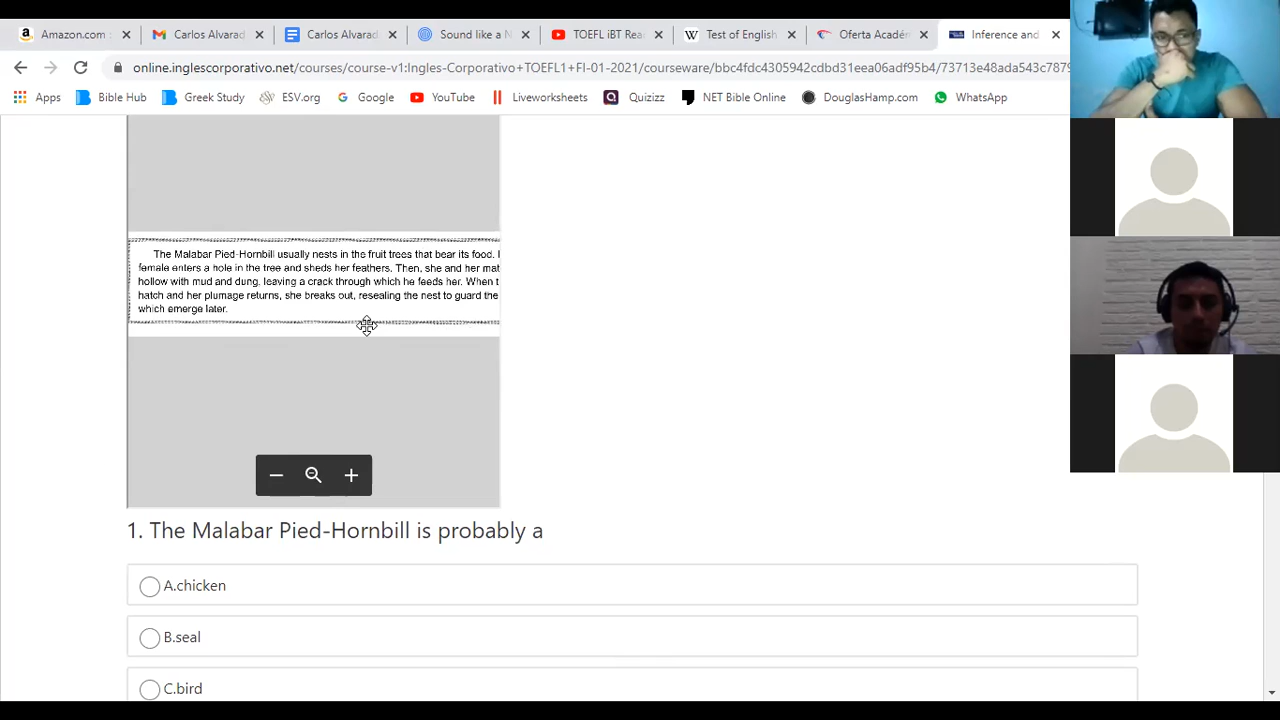 Amazon.com
Carlos Alvarad
Carlos Alvarad
Sound like a N
TOEFL iBT Rea
Test of English
Oferta Académ
Inference and
online.inglescorporativo.net/courses/course-v1:Ingles-Corporativo+TOEFL1+FI-01-2021/courseware/bbc4fdc4305942cdbd31eea06adf95b4/73713e48ada543c7879
Apps
Bible Hub
Greek Study
ESV.org
Google
YouTube
Liveworksheets
Quizizz
NET Bible Online
DouglasHamp.com
WhatsApp
The Malabar Pied-Hornbill usually nests in the fruit trees that bear its food.
female enters a hole in the tree and sheds her feathers. Then, she and her mat
hollow with mud and dung, leaving a crack through which he feeds her. When t
hatch and her plumage returns, she breaks out, resealing the nest to guard the
which emerge later.
1. The Malabar Pied-Hornbill is probably a
A.chicken
B.seal
C.bird